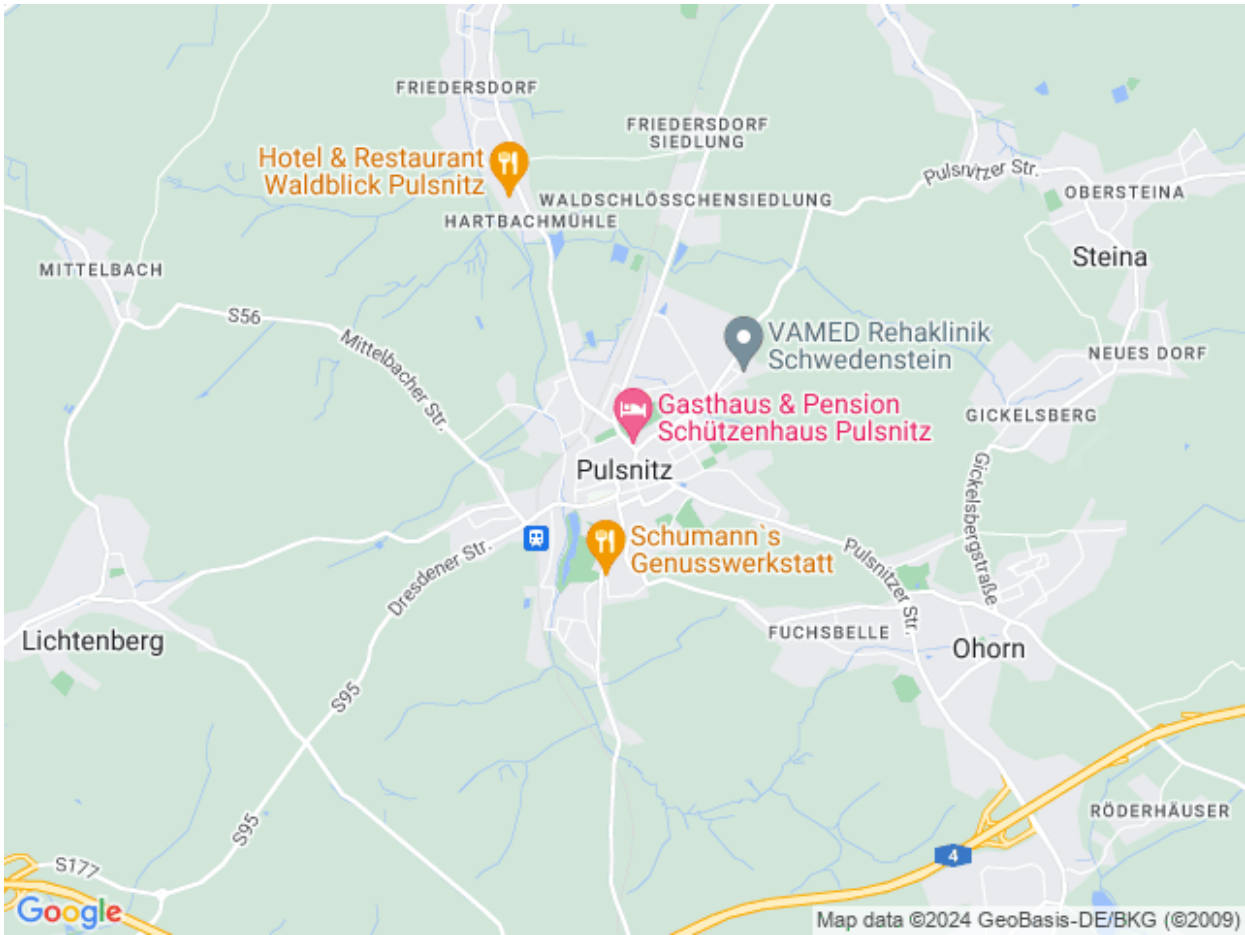 FRIEDERSDORF
FRIEDERSDORF
SIEDLUNG
Hotel & Restaurant
Waldblick Pulsnitz
Pulsnitzer Str.
OBERSTEINA
WALDSCHLÖSSCHENSIEDLUNG
HARTBACHMÜHLE
Steina
MITTELBACH
S56
Mittelbacher Str.
VAMED Rehaklinik
Schwedenstein
NEUES DORF
Gasthaus & Pension
Schützenhaus Pulsnitz
GICKELSBERG
Pulsnitz
Gickelsbergstraße
Schumann`s
Genusswerkstatt
Dresdener Str.
Pulsnitzer Str.
FUCHSBELLE
Lichtenberg
Ohorn
S95
S95
RÖDERHÄUSER
4
S177
Google
Map data ©2024 GeoBasis-DE/BKG (©2009)